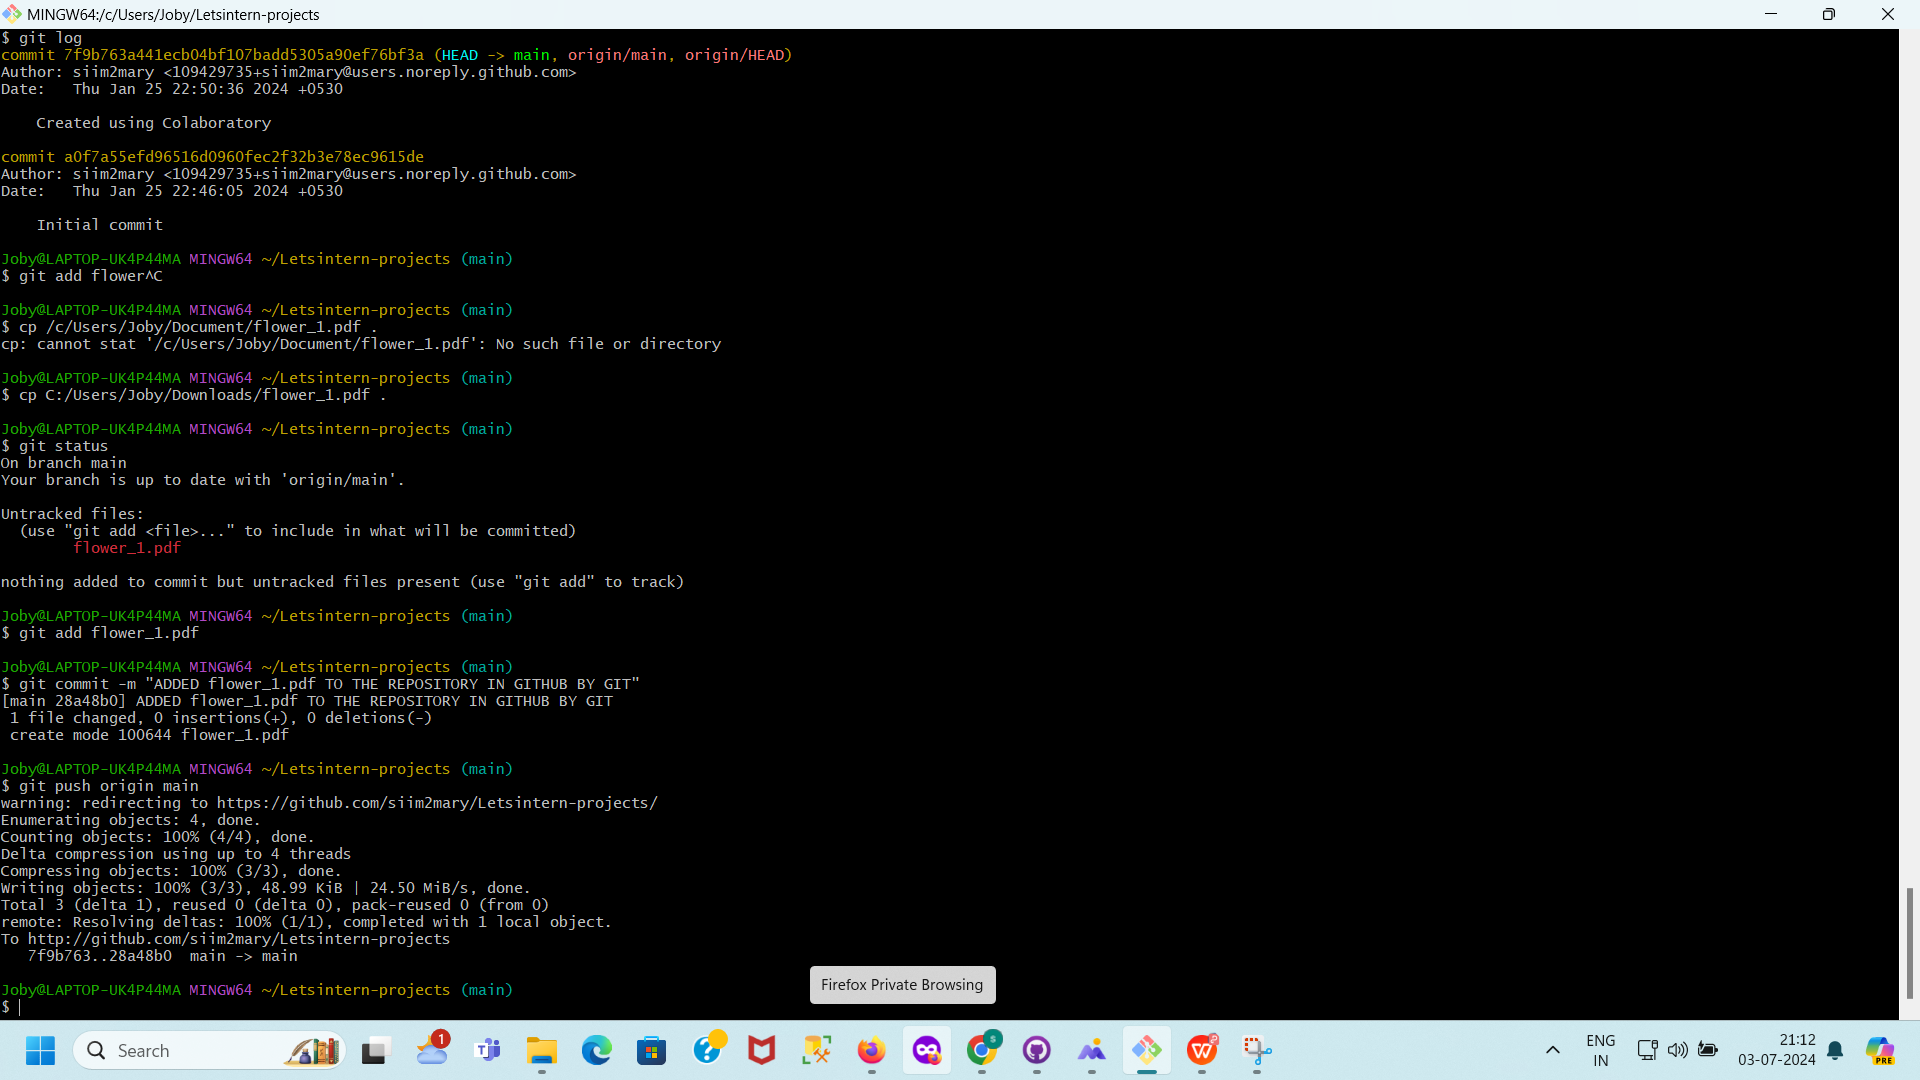 MINGW64:/c/Users/Joby/Letsintern-projects
$ git log
commit 7f9b763a441ecb04bf107badd5305a90ef76bf3a (HEAD -> main, origin/main, origin/HEAD)
Author: siim2mary <109429735+siim2mary@users.noreply.github.com>
Date:   Thu Jan 25 22:50:36 2024 +0530
    Created using Colaboratory
commit a0f7a55efd96516d0960fec2f32b3e78ec9615de
Author: siim2mary <109429735+siim2mary@users.noreply.github.com>
Date:   Thu Jan 25 22:46:05 2024 +0530
    Initial commit
Joby@LAPTOP-UK4P44MA MINGW64 ~/Letsintern-projects (main)
$ git add flower^C
Joby@LAPTOP-UK4P44MA MINGW64 ~/Letsintern-projects (main)
$ cp /c/Users/Joby/Document/flower_1.pdf .
cp: cannot stat '/c/Users/Joby/Document/flower_1.pdf': No such file or directory
Joby@LAPTOP-UK4P44MA MINGW64 ~/Letsintern-projects (main)
$ cp C:/Users/Joby/Downloads/flower_1.pdf .
Joby@LAPTOP-UK4P44MA MINGW64 ~/Letsintern-projects (main)
$ git status
On branch main
Your branch is up to date with 'origin/main'.
Untracked files:
  (use "git add <file>..." to include in what will be committed)
        flower_1.pdf
nothing added to commit but untracked files present (use "git add" to track)
Joby@LAPTOP-UK4P44MA MINGW64 ~/Letsintern-projects (main)
$ git add flower_1.pdf
Joby@LAPTOP-UK4P44MA MINGW64 ~/Letsintern-projects (main)
$ git commit -m "ADDED flower_1.pdf TO THE REPOSITORY IN GITHUB BY GIT"
[main 28a48b0] ADDED flower_1.pdf TO THE REPOSITORY IN GITHUB BY GIT
 1 file changed, 0 insertions(+), 0 deletions(-)
 create mode 100644 flower_1.pdf
Joby@LAPTOP-UK4P44MA MINGW64 ~/Letsintern-projects (main)
$ git push origin main
warning: redirecting to https://github.com/siim2mary/Letsintern-projects/
Enumerating objects: 4, done.
Counting objects: 100% (4/4), done.
Delta compression using up to 4 threads
Compressing objects: 100% (3/3), done.
Writing objects: 100% (3/3), 48.99 KiB | 24.50 MiB/s, done.
Total 3 (delta 1), reused 0 (delta 0), pack-reused 0 (from 0)
remote: Resolving deltas: 100% (1/1), completed with 1 local object.
To http://github.com/siim2mary/Letsintern-projects
   7f9b763..28a48b0  main -> main
Joby@LAPTOP-UK4P44MA MINGW64 ~/Letsintern-projects (main)
$
Firefox Private Browsing
Search
1
S
ENG
IN
21:12
03-07-2024
PRE